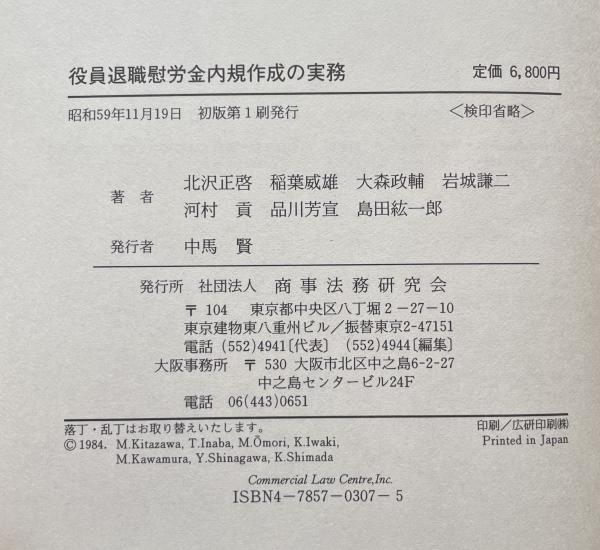 役員退職慰労金内規作成の実務 定価 6,800円
昭和59年11月19日 初版第1刷発行 <検印省略>
著者 北沢正啓 稲葉威雄 大森政輔 岩城謙二
河村 貢 品川芳宣 島田紘一郎
発行者 中馬 賢
発行所 社団法人 商事法務研究会
〒104 東京都中央区八丁堀2-27-10
東京建物東八重州ビル/振替東京2-47151
電話 (552)4941〔代表〕 (552)4944〔編集〕
大阪事務所 〒530 大阪市北区中之島6-2-27
中之島センタービル24F
電話 06(443)0651
落丁・乱丁はお取り替えいたします。 印刷/広研印刷㈱
©1984. M.Kitazawa, T.Inaba, M.Ōmori, K.Iwaki, Printed in Japan
M.Kawamura, Y.Shinagawa, K.Shimada
Commercial Law Centre,Inc.
ISBN4-7857-0307-5